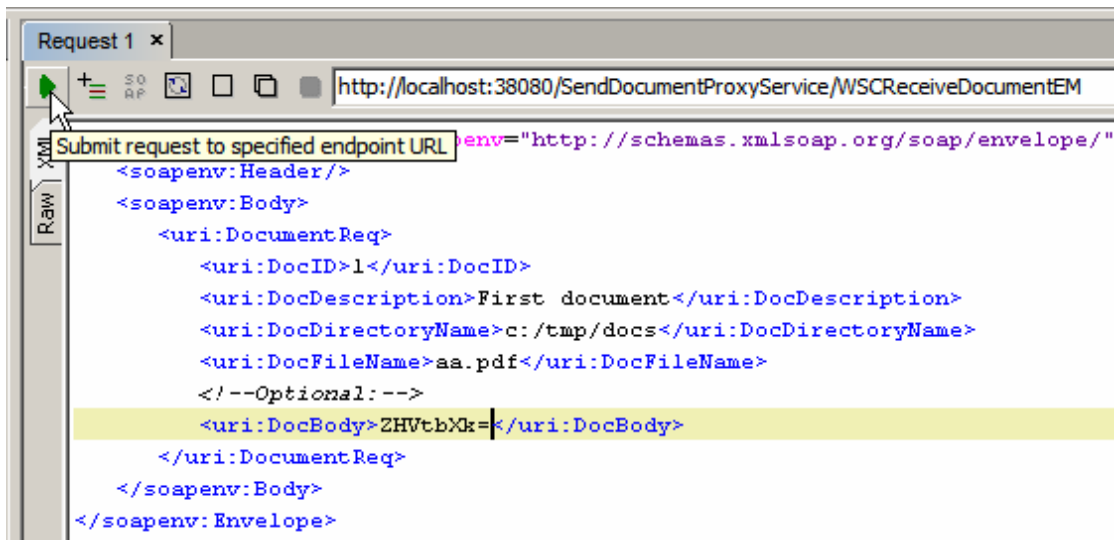 Request 1 ×
SO AP http://localhost:38080/SendDocumentProxyService/WSCReceiveDocumentEM
XML Submit request to specified endpoint URL env="http://schemas.xmlsoap.org/soap/envelope/"
<soapenv:Header/>
Raw <soapenv:Body>
<uri:DocumentReq>
<uri:DocID>1</uri:DocID>
<uri:DocDescription>First document</uri:DocDescription>
<uri:DocDirectoryName>c:/tmp/docs</uri:DocDirectoryName>
<uri:DocFileName>aa.pdf</uri:DocFileName>
<!--Optional:-->
<uri:DocBody>ZHVtbXk=</uri:DocBody>
</uri:DocumentReq>
</soapenv:Body>
</soapenv:Envelope>